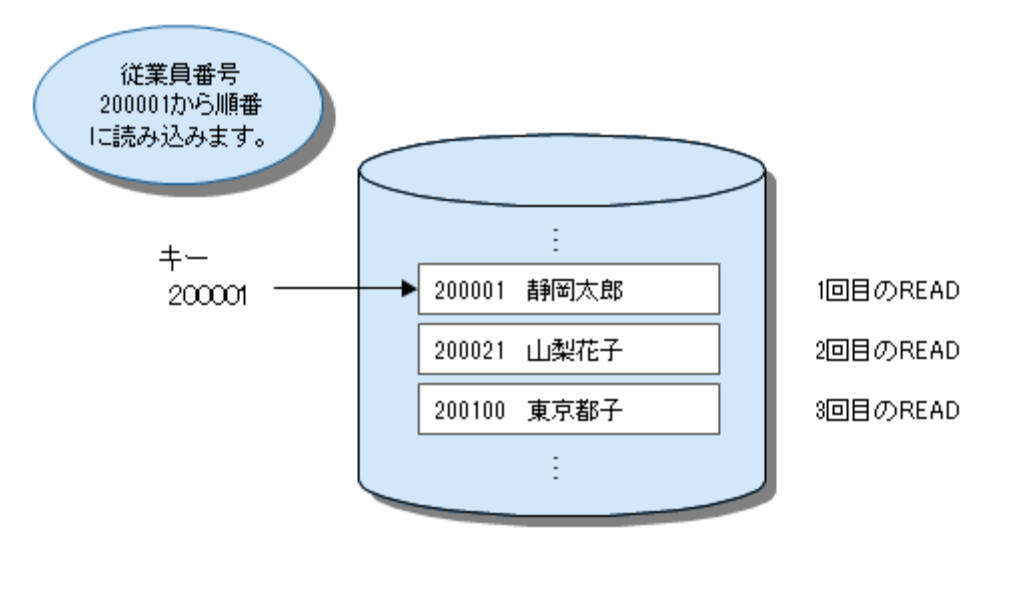 従業員番号
200001から順番
に読み込みます。
キー
200001
⋮
200001 静岡太郎 1回目のREAD
200021 山梨花子 2回目のREAD
200100 東京都子 3回目のREAD
⋮